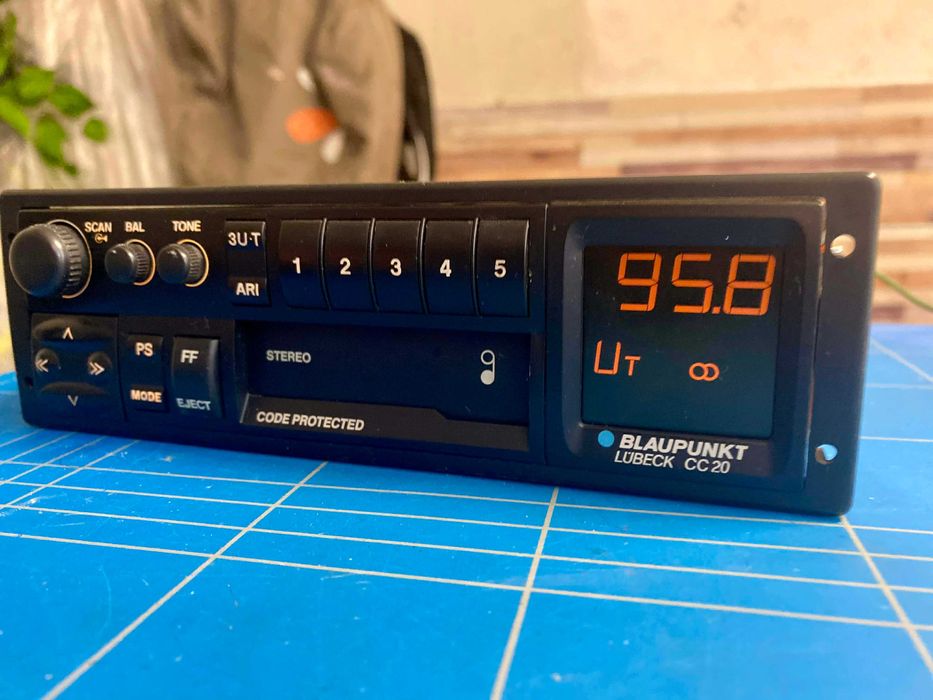 SCAN BAL TONE
3U·T
ARI
1 2 3 4 5
95.8
UT
PS
MODE
FF
EJECT
STEREO
CODE PROTECTED
BLAUPUNKT
LÜBECK CC 20